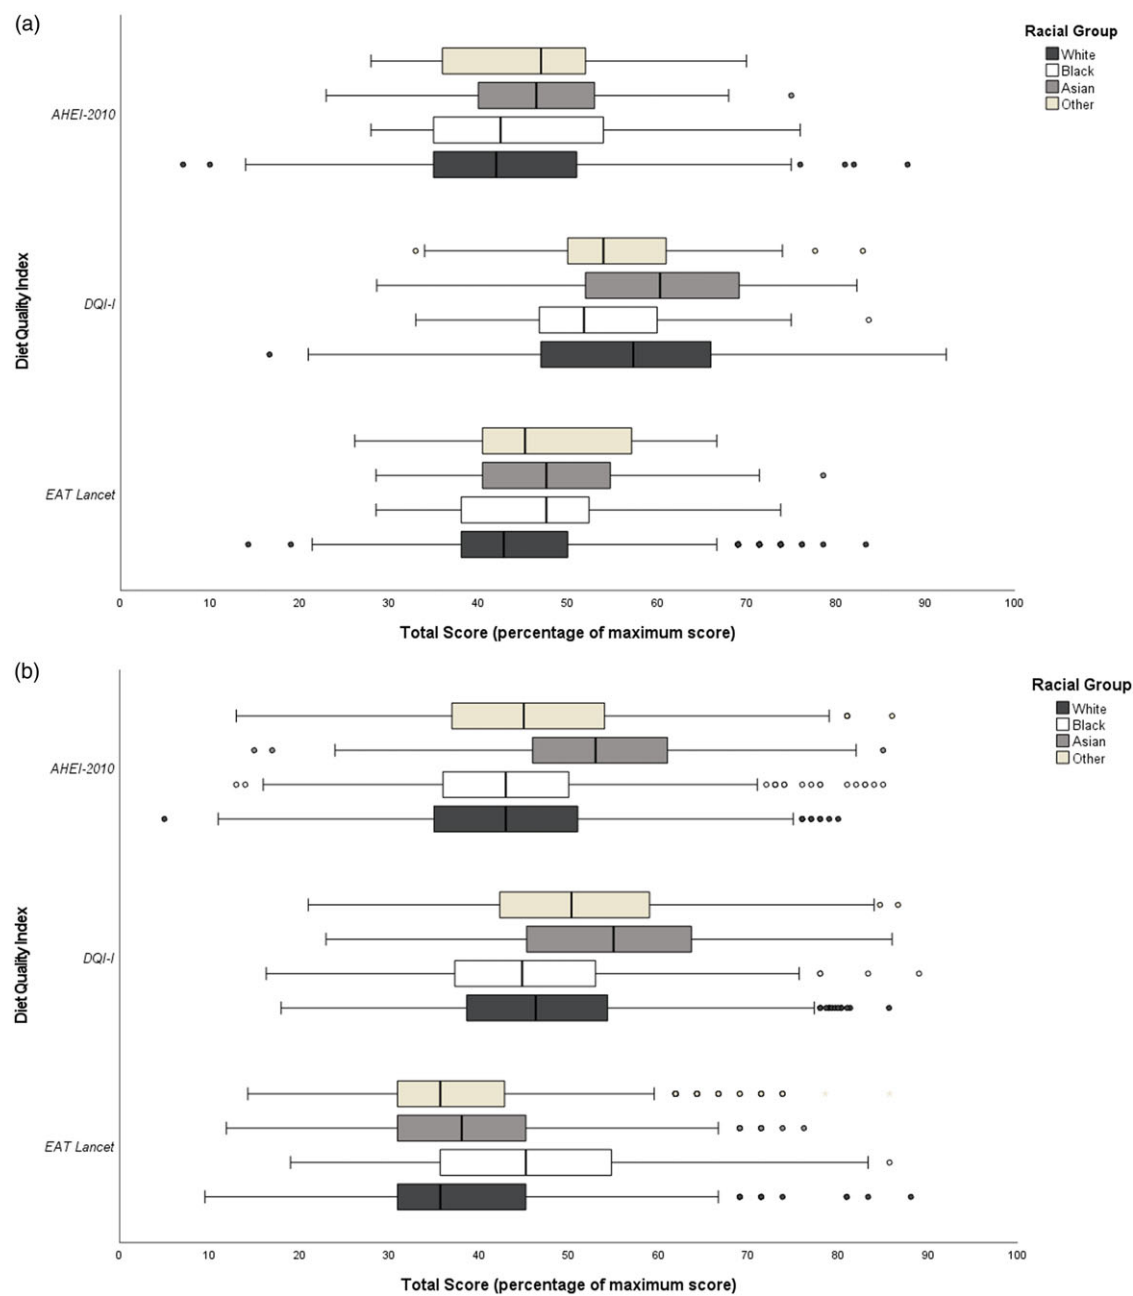 (a)
Racial Group
White
Black
Asian
Other
AHEI-2010
DQI-I
EAT Lancet
Diet Quality Index
0 10 20 30 40 50 60 70 80 90 100
Total Score (percentage of maximum score)
(b)
Racial Group
White
Black
Asian
Other
AHEI-2010
DQI-I
EAT Lancet
Diet Quality Index
0 10 20 30 40 50 60 70 80 90 100
Total Score (percentage of maximum score)